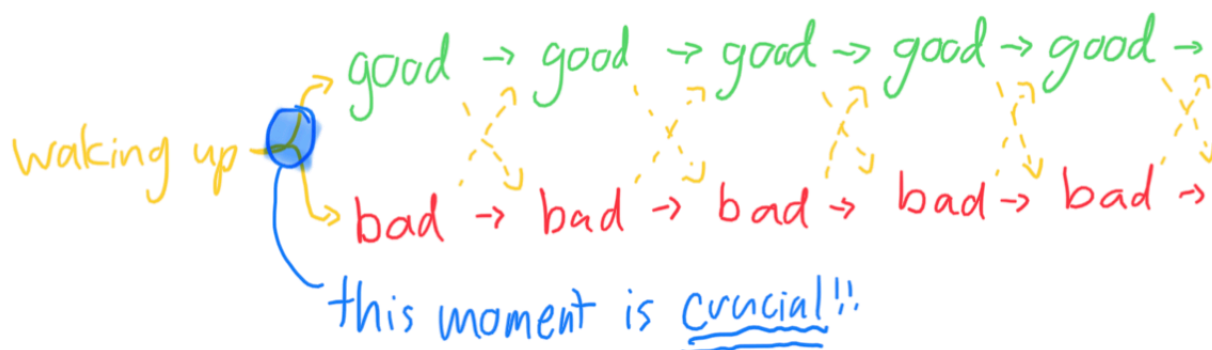 good → good → good → good → good →
waking up
bad → bad → bad → bad → bad →
this moment is crucial!!